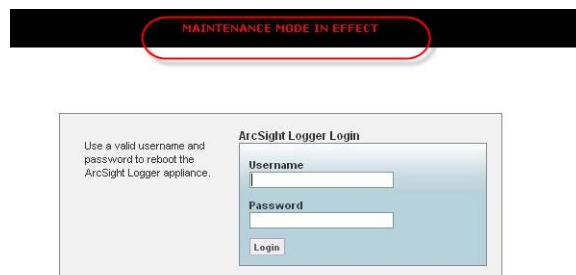 MAINTENANCE MODE IN EFFECT
Use a valid username and
password to reboot the
ArcSight Logger appliance.
ArcSight Logger Login
Username
Password
Login